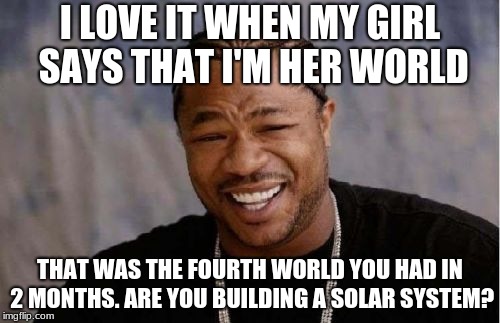 I LOVE IT WHEN MY GIRL
SAYS THAT I'M HER WORLD
THAT WAS THE FOURTH WORLD YOU HAD IN
2 MONTHS. ARE YOU BUILDING A SOLAR SYSTEM?
imgflip.com